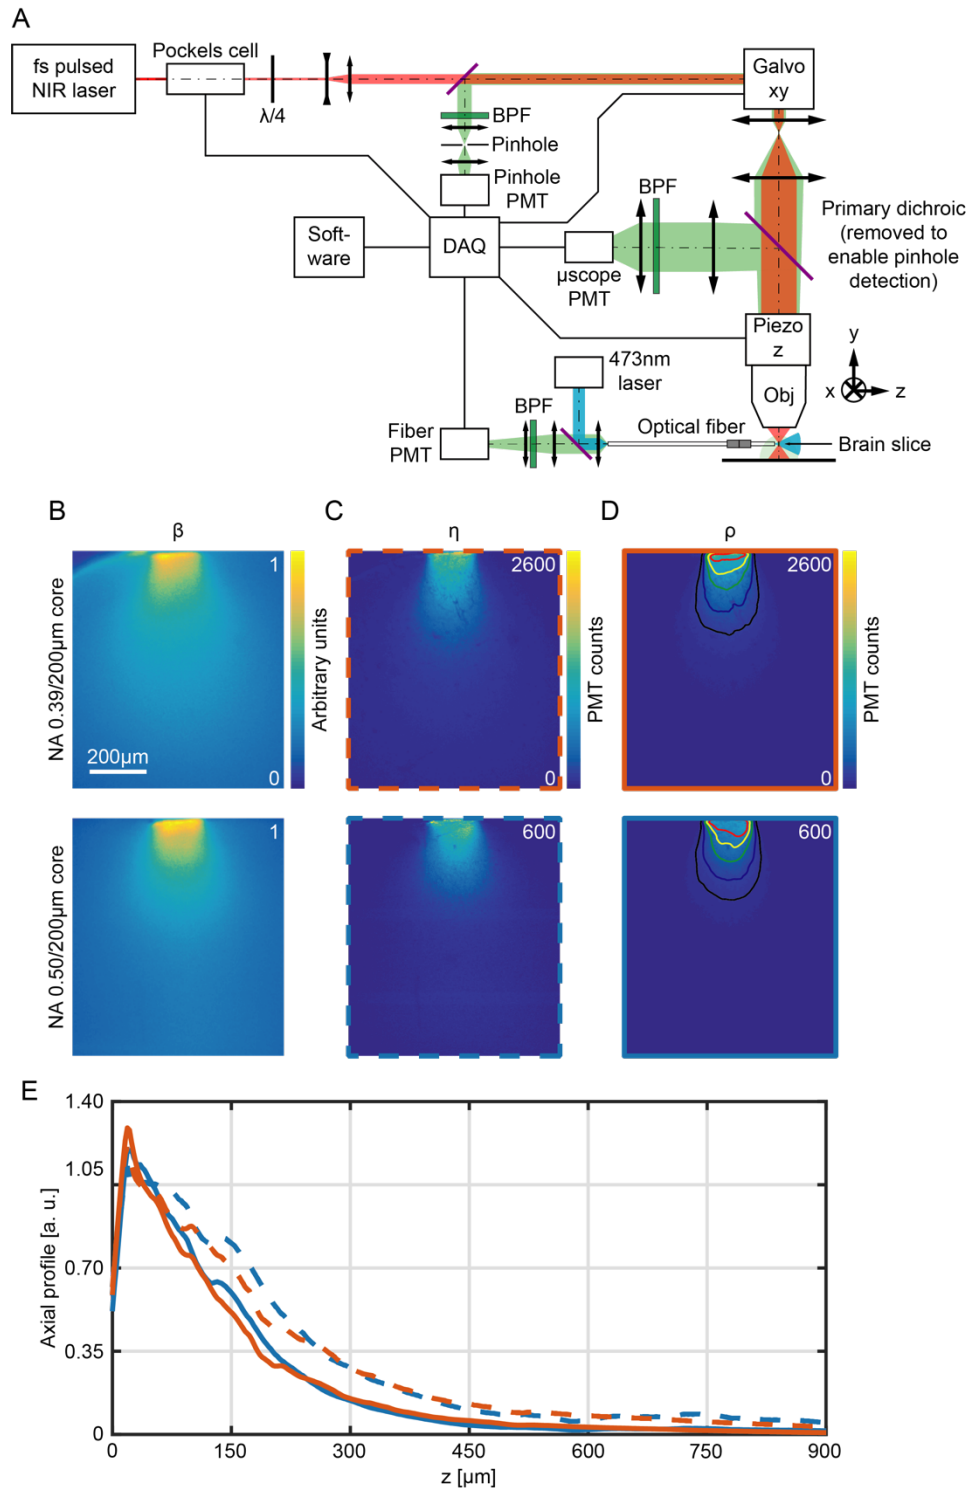 A
fs pulsed
NIR laser
Pockels cell
λ/4
BPF
Pinhole
Pinhole
PMT
Galvo
xy
BPF
Primary dichroic
(removed to
enable pinhole
detection)
Soft-
ware
DAQ
µscope
PMT
Piezo
z
473nm
laser
Obj
y
x
z
BPF
Fiber
PMT
Optical fiber
Brain slice
B
β
C
η
D
ρ
NA 0.39/200µm core
1
200µm
0
Arbitrary units
2600
0
PMT counts
2600
0
PMT counts
NA 0.50/200µm core
1
600
600
E
Axial profile [a. u.]
1.40
1.05
0.70
0.35
0
0
150
300
450
600
750
900
z [µm]